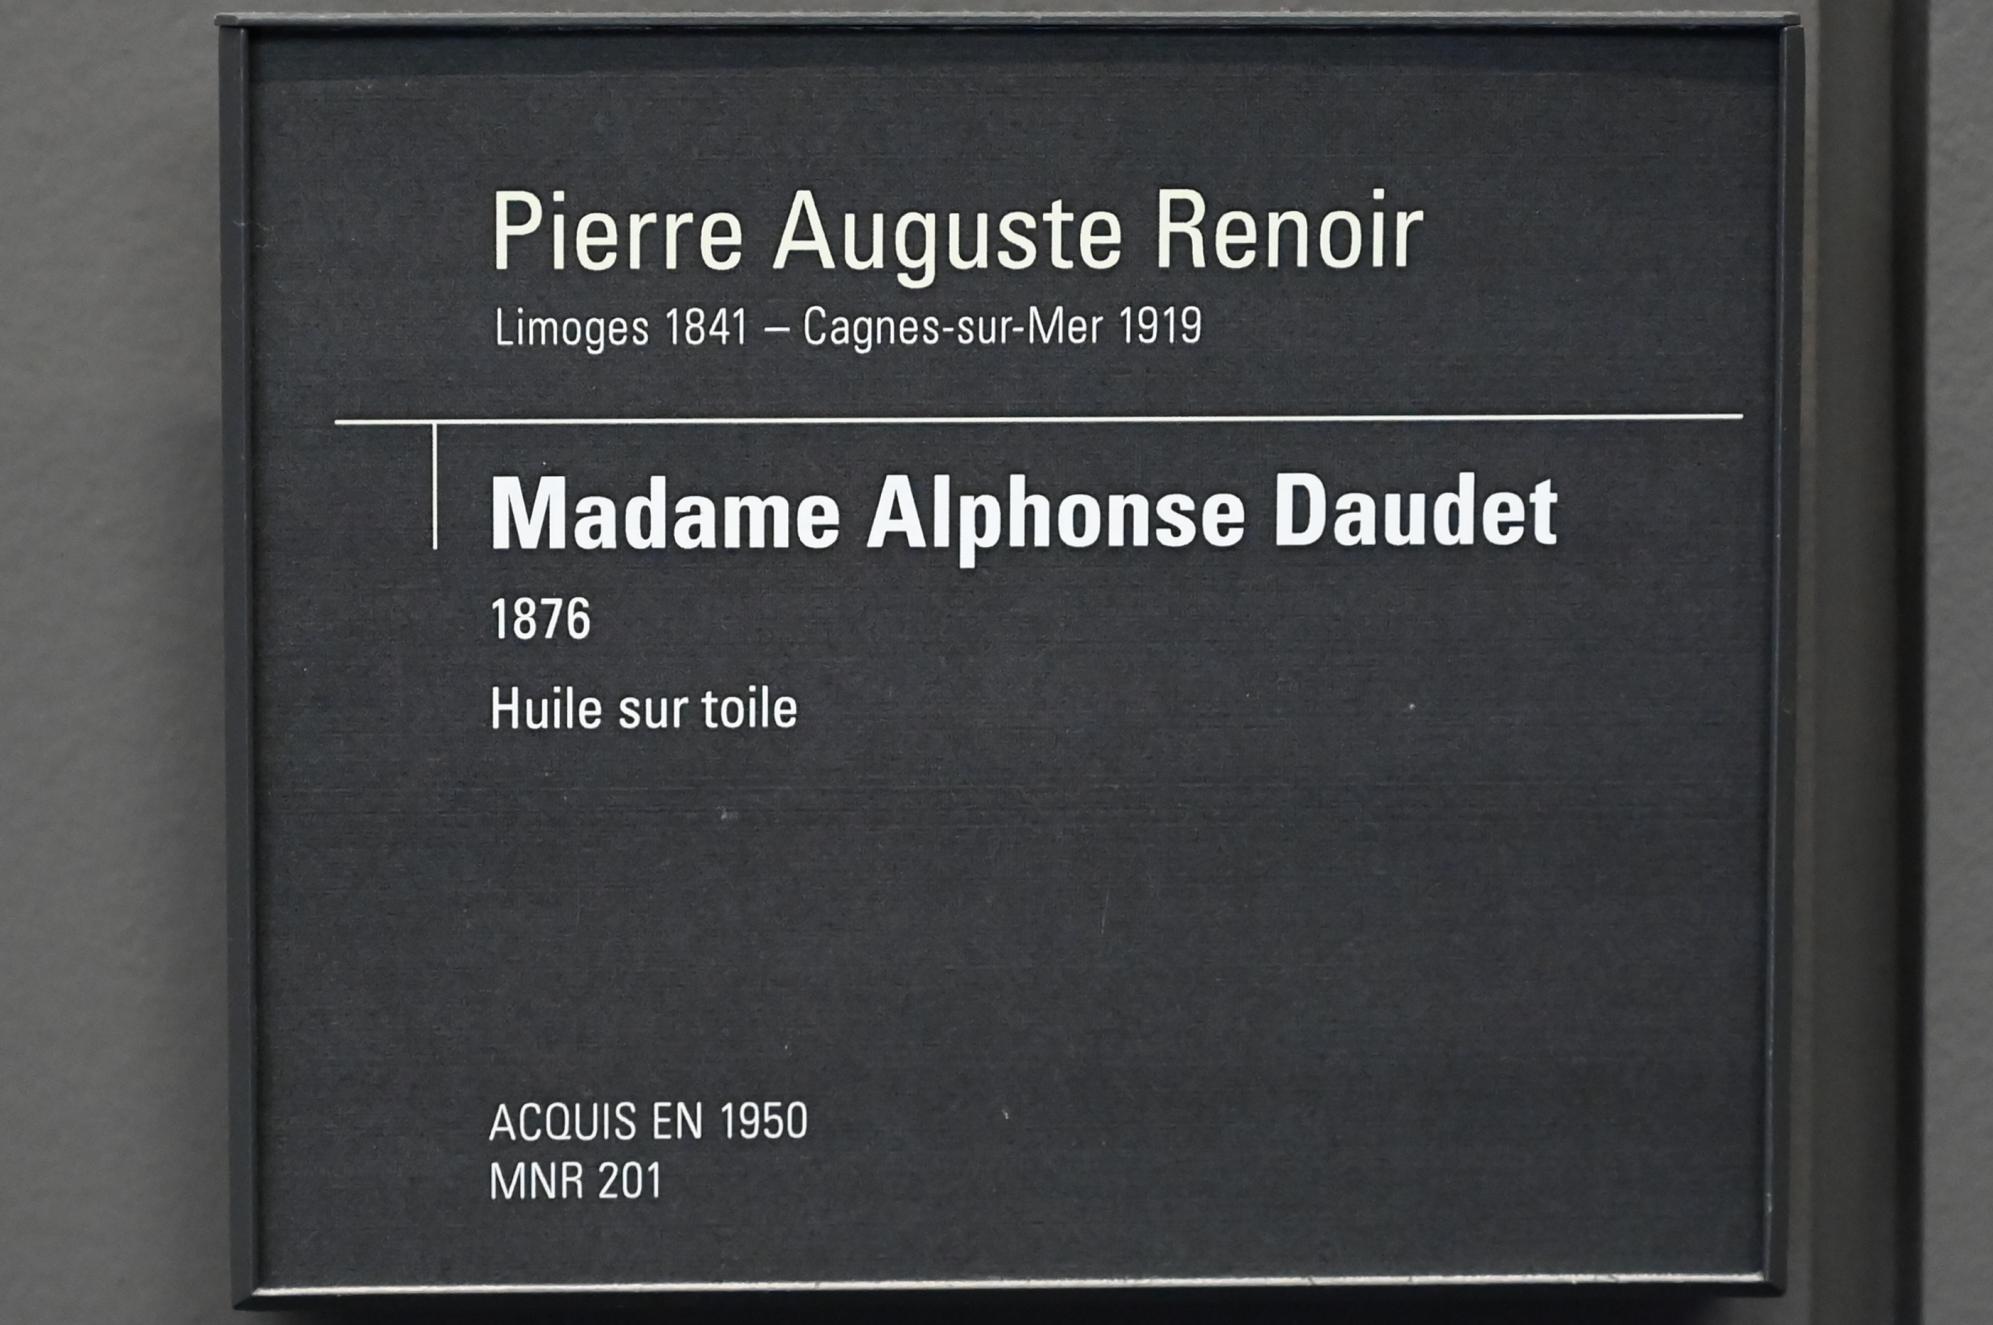 Pierre Auguste Renoir
Limoges 1841 – Cagnes-sur-Mer 1919
Madame Alphonse Daudet
1876
Huile sur toile
ACQUIS EN 1950
MNR 201